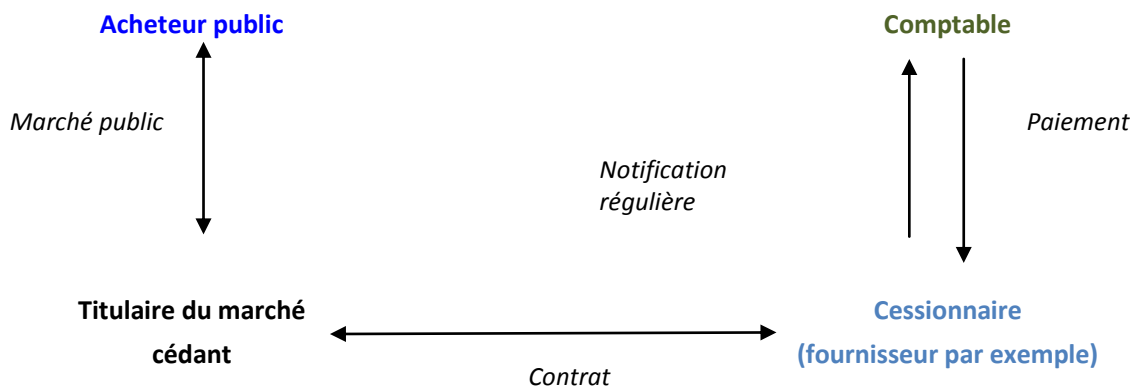 Acheteur public
Comptable
Marché public
Paiement
Notification
régulière
Titulaire du marché
cédant
Cessionnaire
(fournisseur par exemple)
Contrat